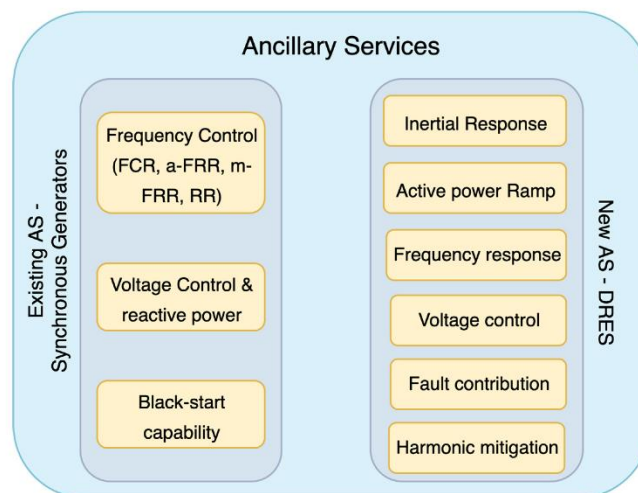 Ancillary Services
Existing AS -
Synchronous Generators
Frequency Control
(FCR, a-FRR, m-
FRR, RR)
Voltage Control &
reactive power
Black-start
capability
Inertial Response
Active power Ramp
Frequency response
Voltage control
Fault contribution
Harmonic mitigation
New AS - DRES